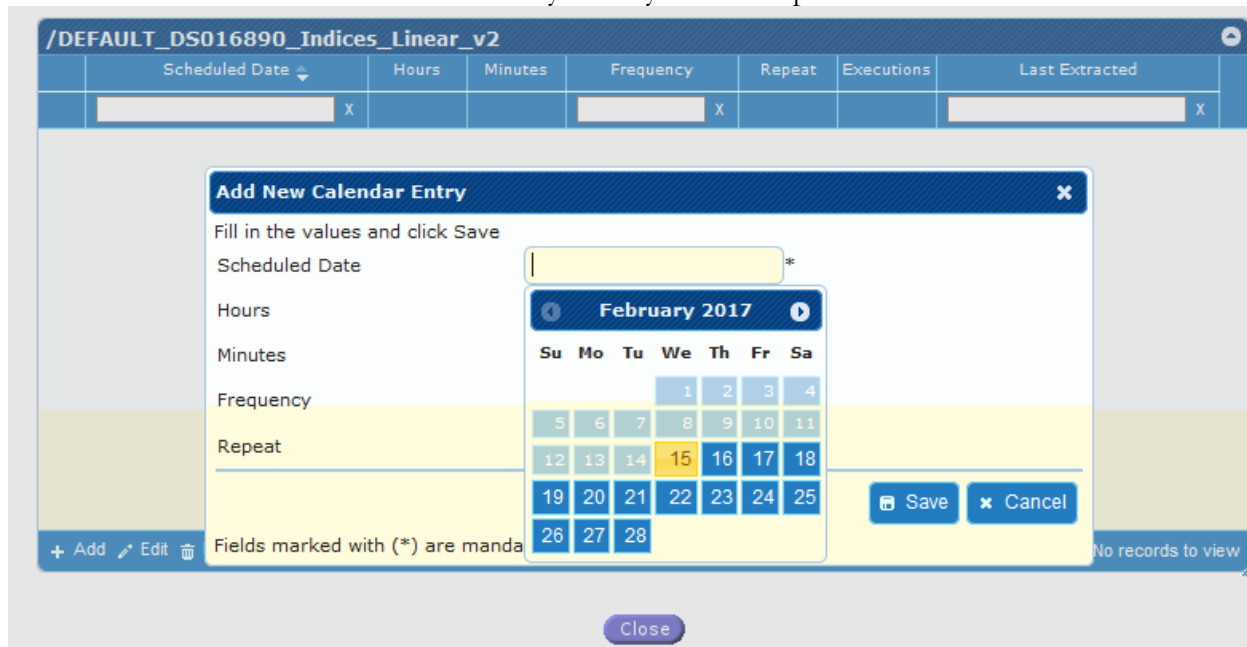 /DEFAULT_DS016890_Indices_Linear_v2
Scheduled Date Hours Minutes Frequency Repeat Executions Last Extracted
X X X
Add New Calendar Entry
Fill in the values and click Save
Scheduled Date *
Hours
February 2017
Minutes
Su Mo Tu We Th Fr Sa
1 2 3 4
Frequency
5 6 7 8 9 10 11
Repeat
12 13 14 15 16 17 18
19 20 21 22 23 24 25
Save Cancel
26 27 28
Fields marked with (*) are manda
Add Edit No records to view
Close